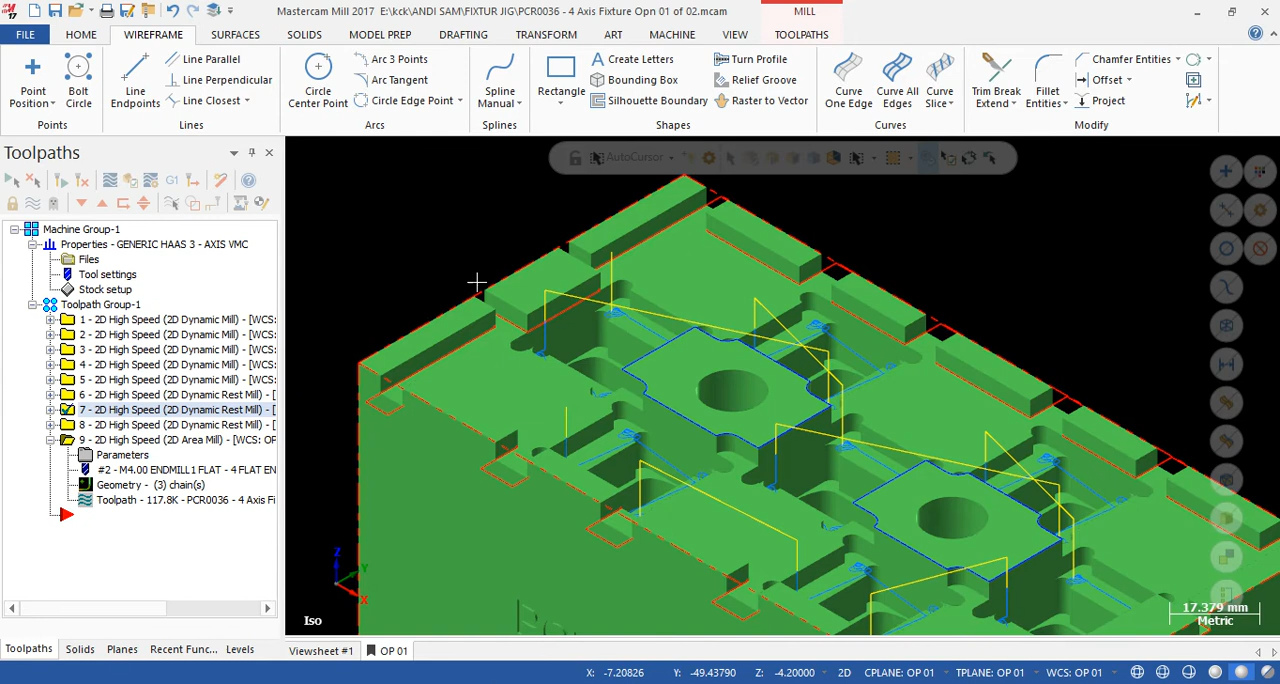 Mastercam Mill 2017 E:\kck\ANDI SAM\FIXTUR JIG\PCR0036 - 4 Axis Fixture Opn 01 of 02.mcam
MILL
FILE HOME WIREFRAME SURFACES SOLIDS MODEL PREP DRAFTING TRANSFORM ART MACHINE VIEW TOOLPATHS
Point Position
Bolt Circle
Points
Line Endpoints
Line Parallel
Line Perpendicular
Line Closest
Lines
Circle Center Point
Arc 3 Points
Arc Tangent
Circle Edge Point
Arcs
Spline Manual
Splines
Rectangle
Create Letters
Bounding Box
Silhouette Boundary
Turn Profile
Relief Groove
Raster to Vector
Shapes
Curve One Edge
Curve All Edges
Curve Slice
Curves
Trim Break Extend
Fillet Entities
Chamfer Entities
Offset
Project
Modify
Toolpaths
AutoCursor
G1
Machine Group-1
Properties - GENERIC HAAS 3 - AXIS VMC
Files
Tool settings
Stock setup
Toolpath Group-1
1 - 2D High Speed (2D Dynamic Mill) - [WCS:
2 - 2D High Speed (2D Dynamic Mill) - [WCS:
3 - 2D High Speed (2D Dynamic Mill) - [WCS:
4 - 2D High Speed (2D Dynamic Mill) - [WCS:
5 - 2D High Speed (2D Dynamic Mill) - [WCS:
6 - 2D High Speed (2D Dynamic Rest Mill) - [
7 - 2D High Speed (2D Dynamic Rest Mill) - [
8 - 2D High Speed (2D Dynamic Rest Mill) - [
9 - 2D High Speed (2D Area Mill) - [WCS: OP
Parameters
#2 - M4.00 ENDMILL1 FLAT - 4 FLAT EN
Geometry - (3) chain(s)
Toolpath - 117.8K - PCR0036 - 4 Axis Fi
Z
Y
X
Iso
17.379 mm
Metric
Toolpaths Solids Planes Recent Func... Levels
Viewsheet #1 OP 01
X: -7.20826 Y: -49.43790 Z: -4.20000 2D CPLANE: OP 01 TPLANE: OP 01 WCS: OP 01